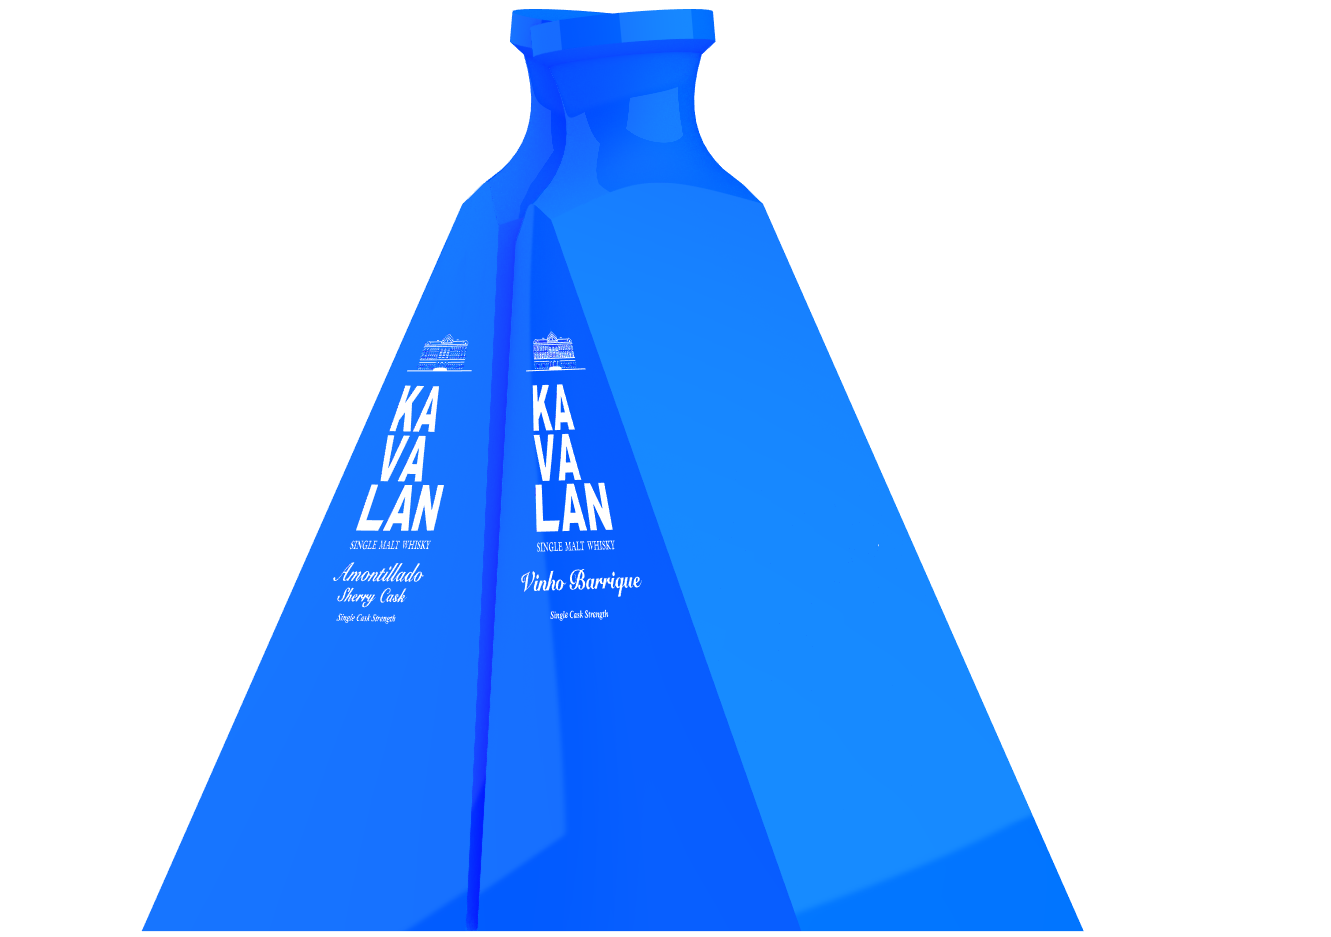 KA
VA
LAN
SINGLE MALT WHISKY
Amontillado
Sherry Cask
Single Cask Strength
KA
VA
LAN
SINGLE MALT WHISKY
Vinho Barrique
Single Cask Strength